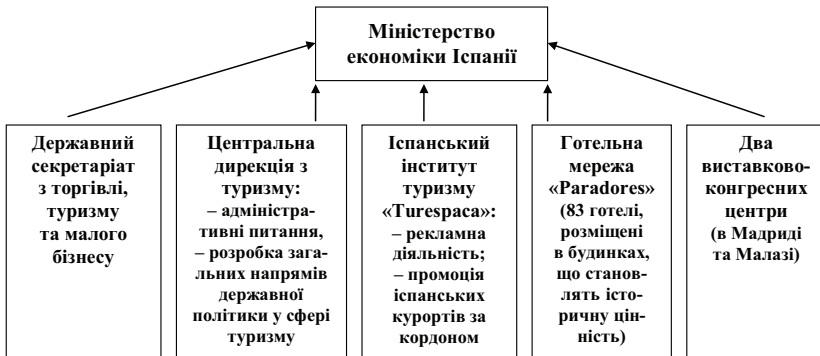 Міністерство
економіки Іспанії
Державний
секретаріат
з торгівлі,
туризму
та малого
бізнесу
Центральна
дирекція з
туризму:
– адміністра-
тивні питання,
– розробка зага-
льних напрямів
державної
політики у сфері
туризму
Іспанський
інститут
туризму
«Turespaca»:
– рекламна
діяльність;
– промоція
іспанських
курортів за
кордоном
Готельна
мережа
«Paradores»
(83 готелі,
розміщені
в будинках,
що станов-
лять істо-
ричну цін-
ність)
Два
виставково-
конгресних
центри
(в Мадриді
та Малазі)